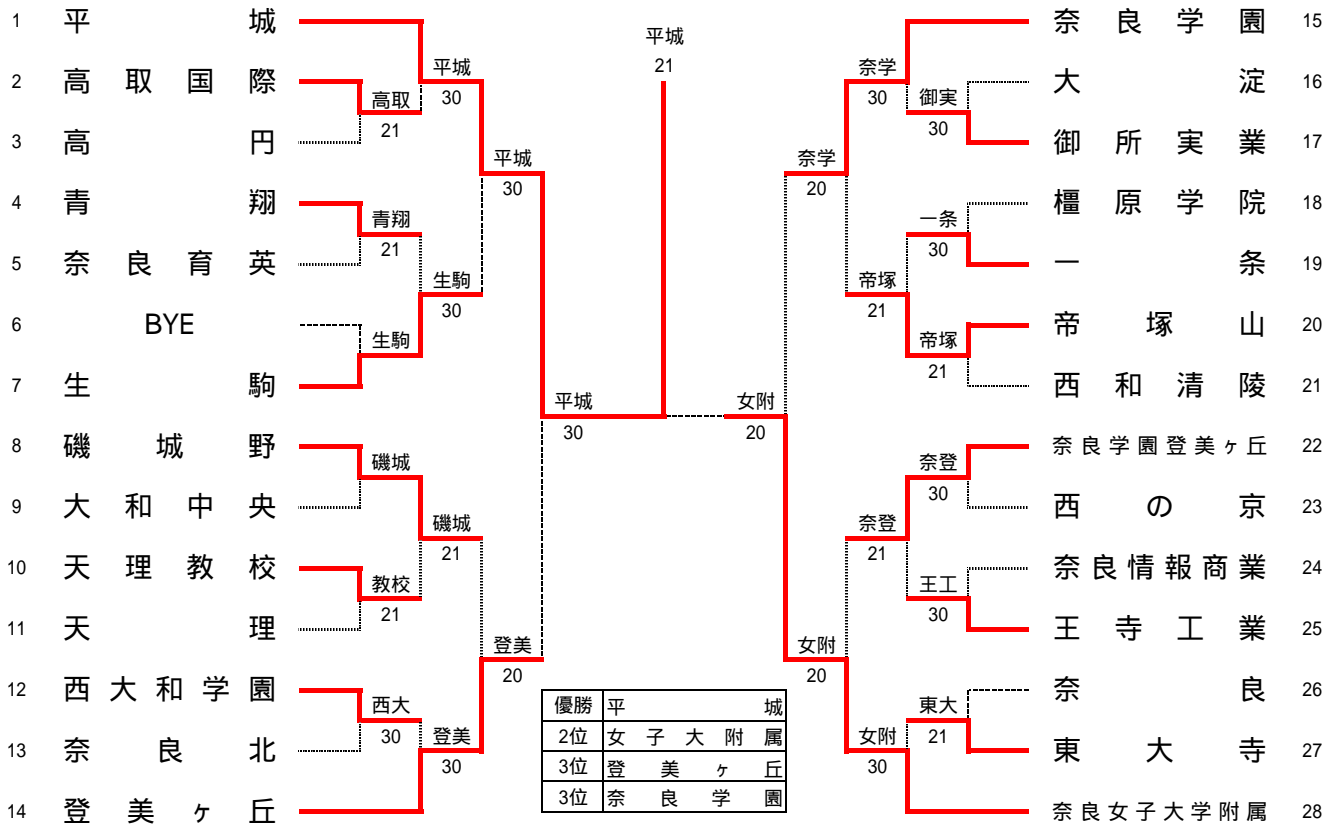 1 平城
2 高取国際
3 高円
4 青翔
5 奈良育英
6 BYE
7 生駒
8 磯城野
9 大和中央
10 天理教校
11 天理
12 西大和学園
13 奈良北
14 登美ヶ丘
高取
21
青翔
21
生駒
磯城
教校
21
西大
30
平城
30
生駒
30
磯城
21
登美
30
平城
30
登美
20
平城
30
平城
21
女附
20
奈学
20
女附
20
奈学
30
帝塚
21
奈登
21
女附
30
御実
30
一条
30
帝塚
21
奈登
30
王工
30
東大
21
奈良学園 15
大淀 16
御所実業 17
橿原学院 18
一条 19
帝塚山 20
西和清陵 21
奈良学園登美ヶ丘 22
西の京 23
奈良情報商業 24
王寺工業 25
奈良 26
東大寺 27
奈良女子大学附属 28
優勝 平城
2位 女子大附属
3位 登美ヶ丘
3位 奈良学園